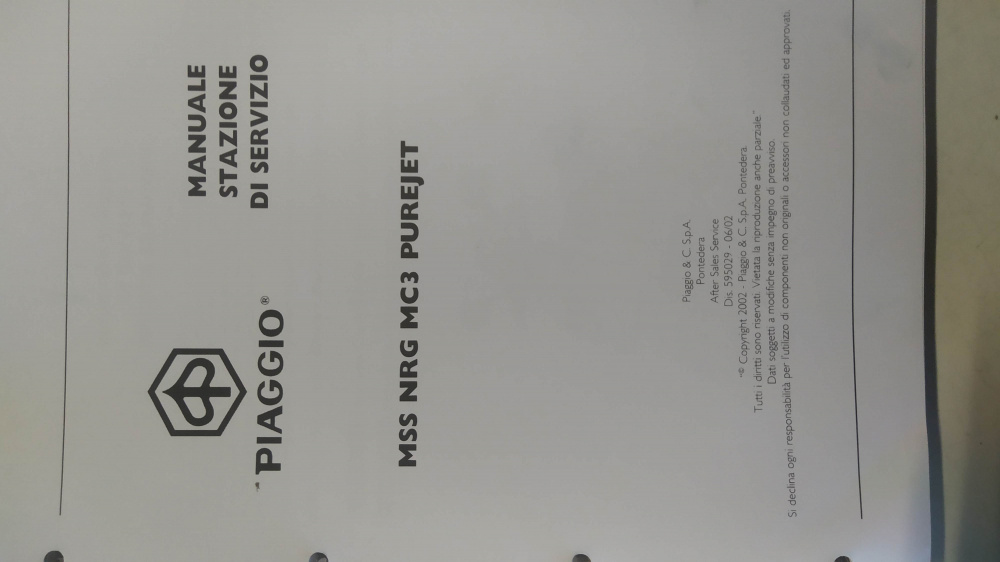 PIAGGIO®
MANUALE
STAZIONE
DI SERVIZIO
MSS NRG MC3 PUREJET
Piaggio & C. S.p.A.
Pontedera
After Sales Service
Dis. 595029 - 06/02
"© Copyright 2002 - Piaggio & C. S.p.A. Pontedera.
Tutti i diritti sono riservati. Vietata la riproduzione anche parziale."
Dati soggetti a modifiche senza impegno di preavviso.
Si declina ogni responsabilità per l'utilizzo di componenti non originali o accessori non collaudati ed approvati.